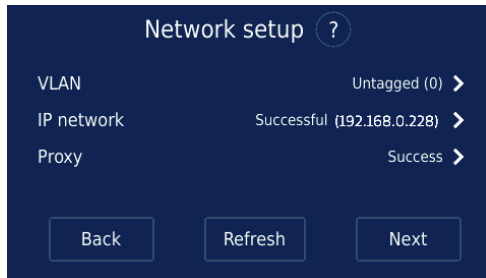 Network setup ?
VLAN Untagged (0)
IP network Successful (192.168.0.228)
Proxy Success
Back Refresh Next